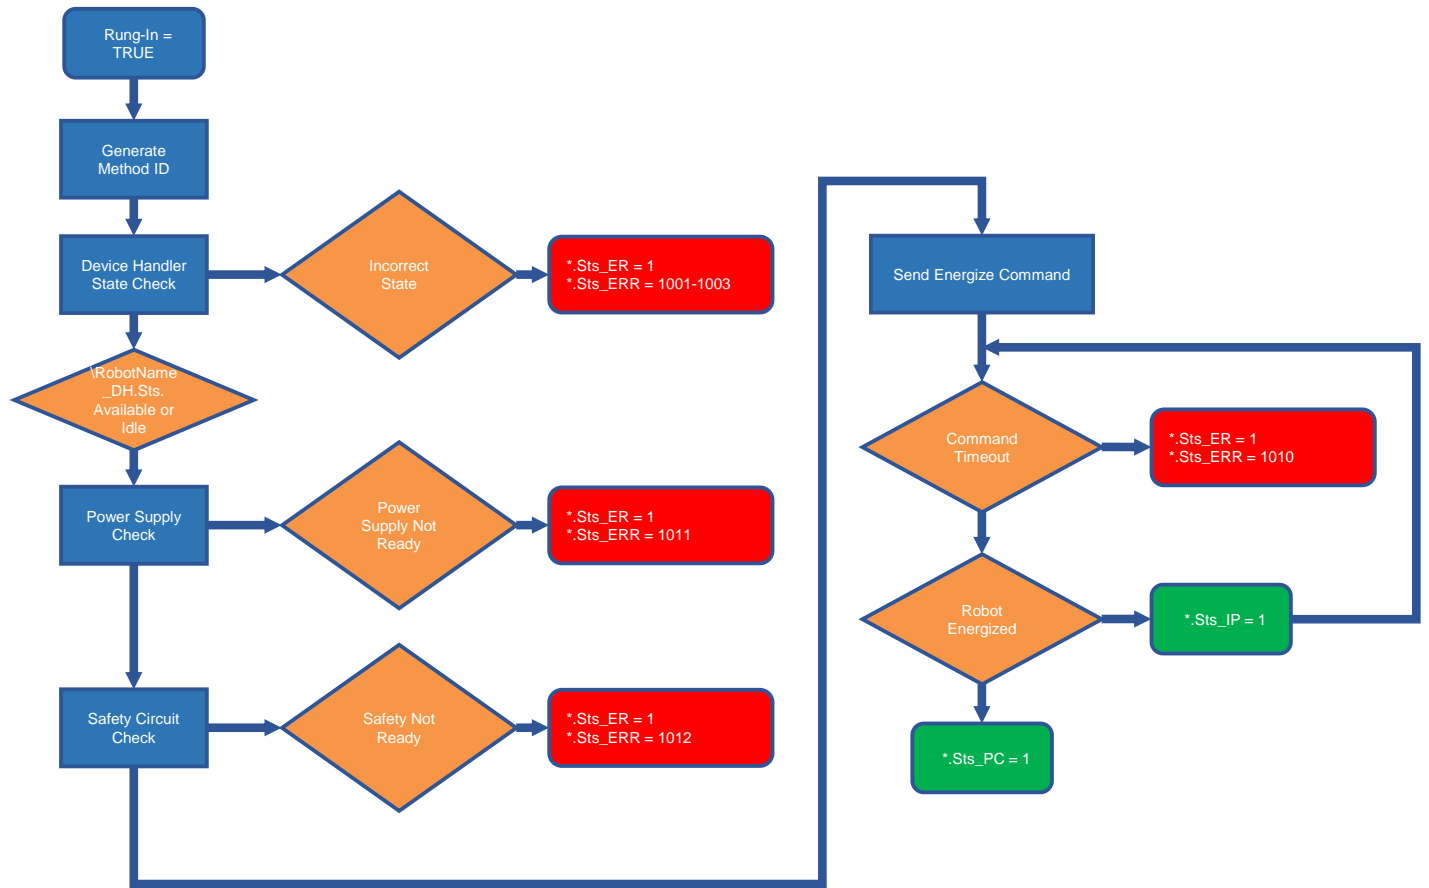 Rung-In =
TRUE
Generate
Method ID
Device Handler
State Check
Incorrect
State
*.Sts_ER = 1
*.Sts_ERR = 1001-1003
\RobotName
_DH.Sts.
Available or
Idle
Power Supply
Check
Power
Supply Not
Ready
*.Sts_ER = 1
*.Sts_ERR = 1011
Safety Circuit
Check
Safety Not
Ready
*.Sts_ER = 1
*.Sts_ERR = 1012
Send Energize Command
Command
Timeout
*.Sts_ER = 1
*.Sts_ERR = 1010
Robot
Energized
*.Sts_IP = 1
*.Sts_PC = 1